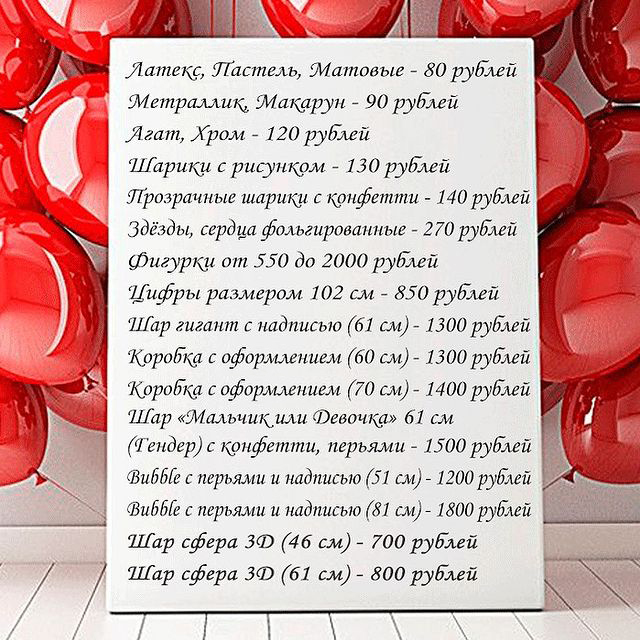 Латекс, Пастель, Матовые - 80 рублей
Метраллик, Макарун - 90 рублей
Агат, Хром - 120 рублей
Шарики с рисунком - 130 рублей
Прозрачные шарики с конфетти - 140 рублей
Здёзды, сердца фольгированные - 270 рублей
Фигурки от 550 до 2000 рублей
Цифры размером 102 см - 850 рублей
Шар гигант с надписью (61 см) - 1300 рублей
Коробка с оформлением (60 см) - 1300 рублей
Коробка с оформлением (70 см) - 1400 рублей
Шар «Мальчик или Девочка» 61 см
(Гендер) с конфетти, перьями - 1500 рублей
Bubble с перьями и надписью (51 см) - 1200 рублей
Bubble с перьями и надписью (81 см) - 1800 рублей
Шар сфера 3D (46 см) - 700 рублей
Шар сфера 3D (61 см) - 800 рублей